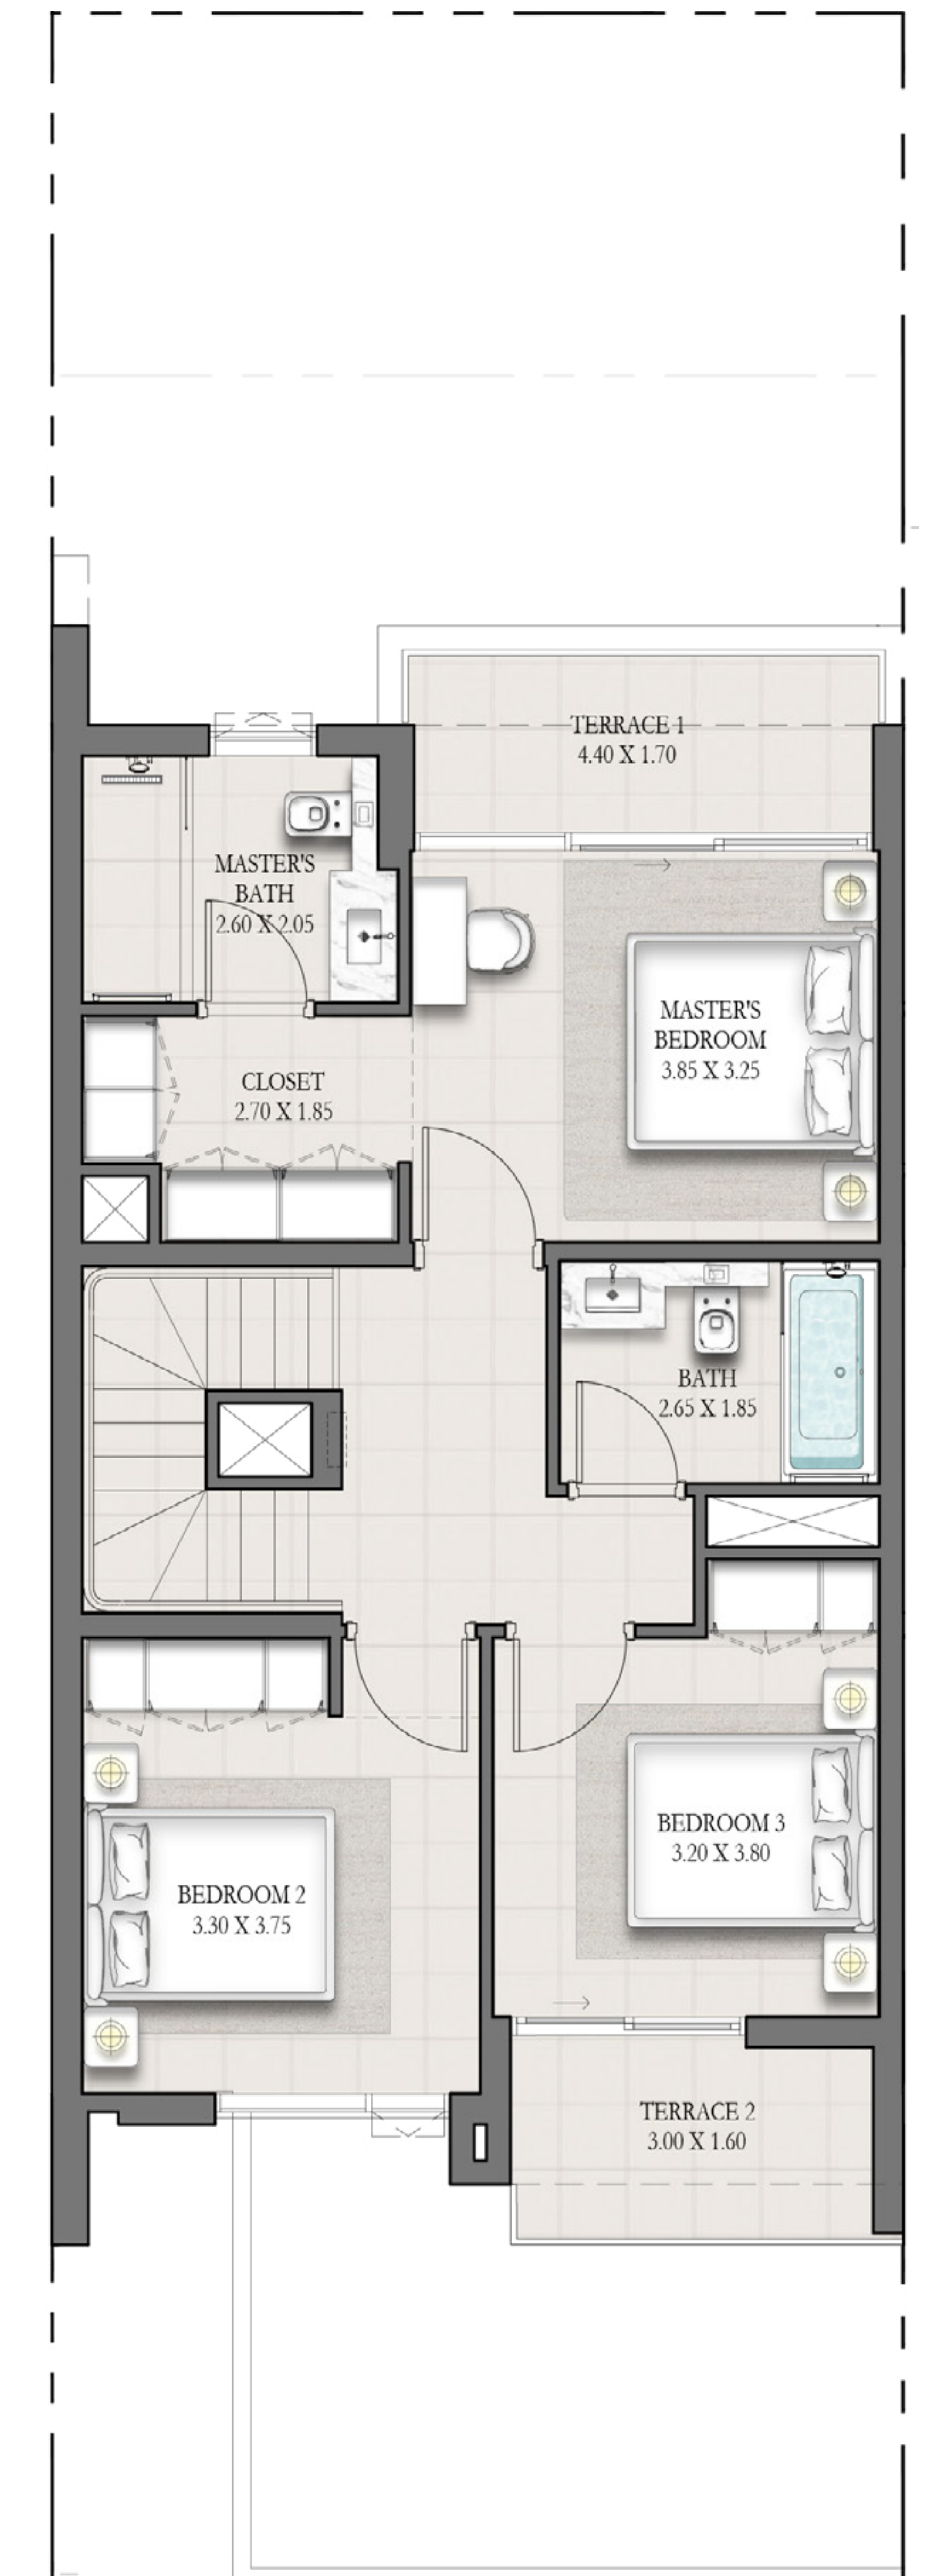 TERRACE 1
4.40 X 1.70
MASTER'S
BATH
2.60 X 2.05
MASTER'S
BEDROOM
3.85 X 3.25
CLOSET
2.70 X 1.85
BATH
2.65 X 1.85
BEDROOM 3
3.20 X 3.80
BEDROOM 2
3.30 X 3.75
TERRACE 2
3.00 X 1.60